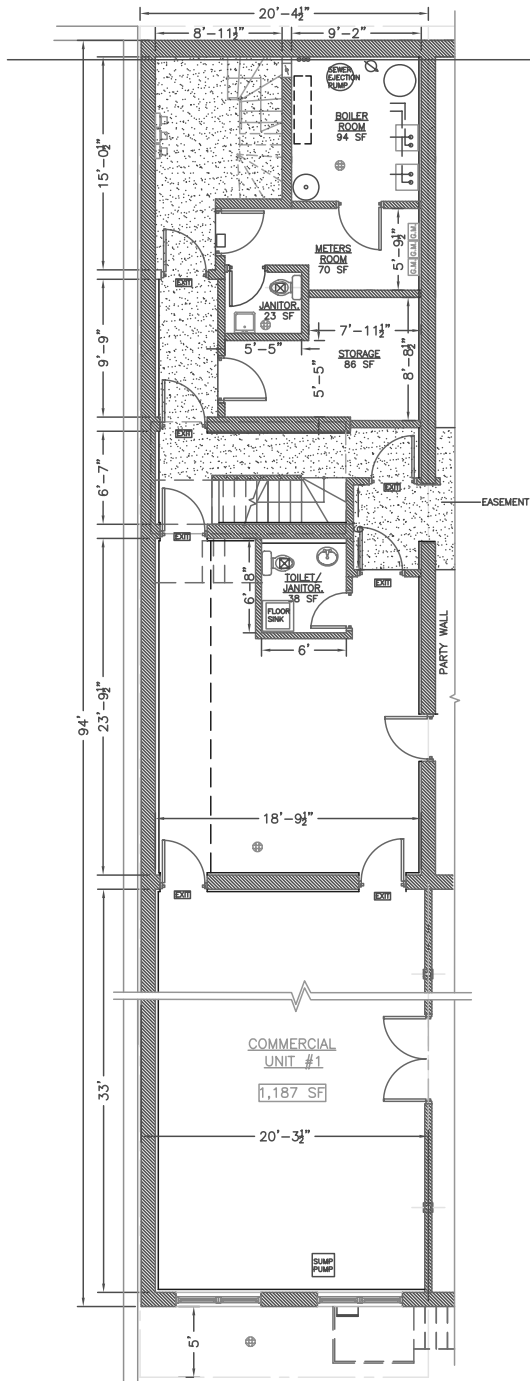 20'-4½"
8'-11½"
9'-2"
SEWER
EJECTION
PUMP
BOILER
ROOM
94 SF
15'-0½"
METERS
ROOM
70 SF
5'-9½"
G.M.
G.M.
G.M.
EXIT
JANITOR.
23 SF
7'-11½"
5'-5"
STORAGE
86 SF
5'-5"
8'-8½"
9'-9"
EXIT
6'-7"
EXIT
EASEMENT
EXIT
TOILET/
JANITOR.
38 SF
EXIT
6'-8"
FLOOR
SINK
6'
PARTY WALL
94'
23'-9½"
18'-9½"
EXIT
EXIT
COMMERCIAL
UNIT #1
1,187 SF
33'
20'-3½"
SUMP
PUMP
5'